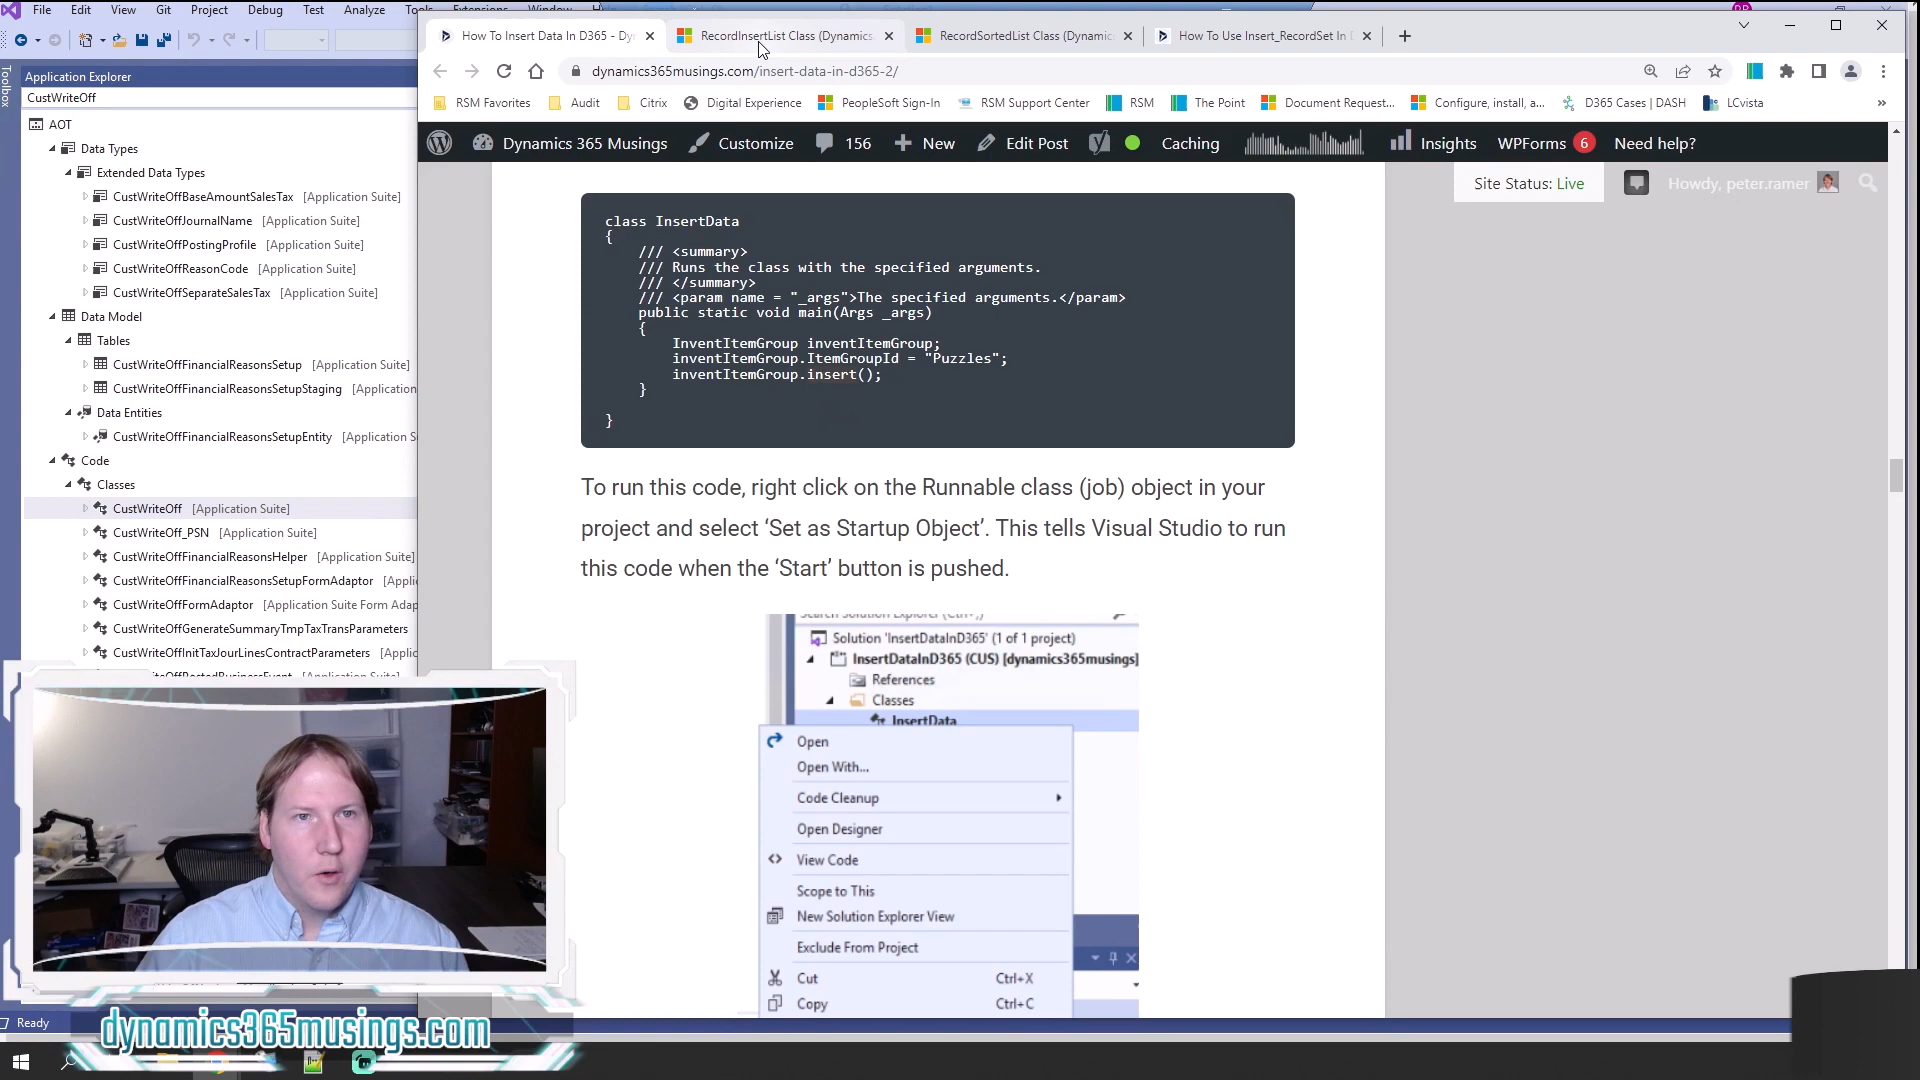 File Edit View Git Project Debug Test Analyze
Application Explorer
Toolbox
CustWriteOff
AOT
Data Types
Extended Data Types
CustWriteOffBaseAmountSalesTax [Application Suite]
CustWriteOffJournalName [Application Suite]
CustWriteOffPostingProfile [Application Suite]
CustWriteOffReasonCode [Application Suite]
CustWriteOffSeparateSalesTax [Application Suite]
Data Model
Tables
CustWriteOffFinancialReasonsSetup [Application Suite]
CustWriteOffFinancialReasonsSetupStaging [Application
Data Entities
CustWriteOffFinancialReasonsSetupEntity [Application S
Code
Classes
CustWriteOff [Application Suite]
CustWriteOff_PSN [Application Suite]
CustWriteOffFinancialReasonsHelper [Application Suite]
CustWriteOffFinancialReasonsSetupFormAdaptor [Applic
CustWriteOffFormAdaptor [Application Suite Form Adap
CustWriteOffGenerateSummaryTmpTaxTransParameters
CustWriteOffInitTaxJourLinesContractParameters [Applic
Ready
dynamics365musings.com
How To Insert Data In D365 - Dyn
RecordInsertList Class (Dynamics
RecordSortedList Class (Dynamic
How To Use Insert_RecordSet In
dynamics365musings.com/insert-data-in-d365-2/
RSM Favorites Audit Citrix Digital Experience PeopleSoft Sign-In RSM Support Center RSM The Point Document Request... Configure, install, a... D365 Cases | DASH LCvista »
Dynamics 365 Musings Customize 156 New Edit Post Caching Insights WPForms 6 Need help?
Site Status: Live Howdy, peter.ramer
class InsertData
{
/// <summary>
/// Runs the class with the specified arguments.
/// </summary>
/// <param name = "_args">The specified arguments.</param>
public static void main(Args _args)
{
InventItemGroup inventItemGroup;
inventItemGroup.ItemGroupId = "Puzzles";
inventItemGroup.insert();
}
}
To run this code, right click on the Runnable class (job) object in your
project and select ‘Set as Startup Object’. This tells Visual Studio to run
this code when the ‘Start’ button is pushed.
Search Solution Explorer (Ctrl+;)
Solution 'InsertDataInD365' (1 of 1 project)
InsertDataInD365 (CUS) [dynamics365musings]
References
Classes
InsertData
Open
Open With...
Code Cleanup
Open Designer
View Code
Scope to This
New Solution Explorer View
Exclude From Project
Cut Ctrl+X
Copy Ctrl+C